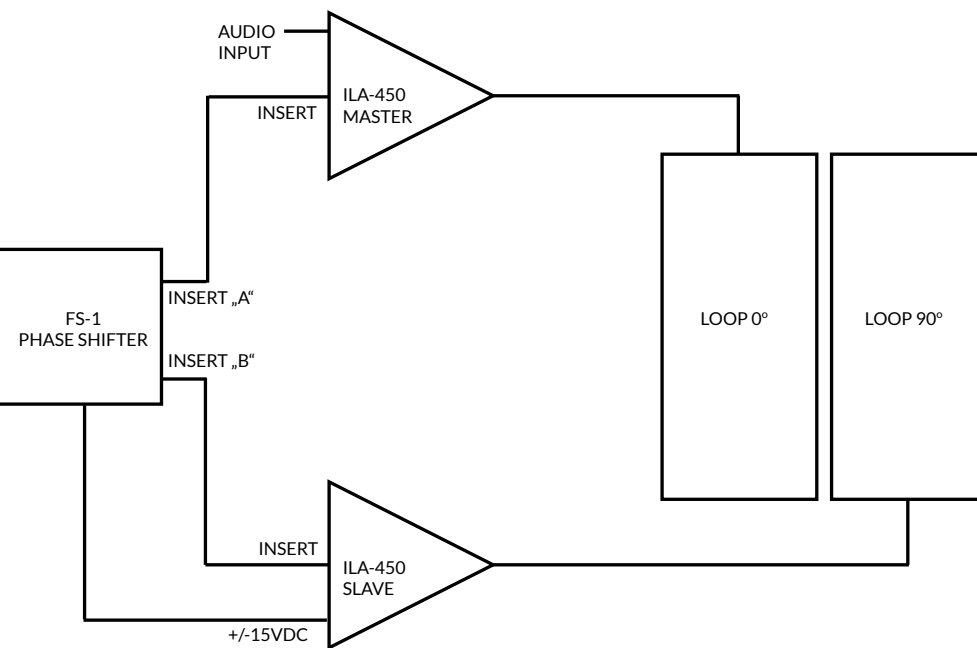 AUDIO
INPUT
INSERT
ILA-450
MASTER
INSERT „A“
FS-1
PHASE SHIFTER
INSERT „B“
LOOP 0°
LOOP 90°
INSERT
ILA-450
SLAVE
+/-15VDC